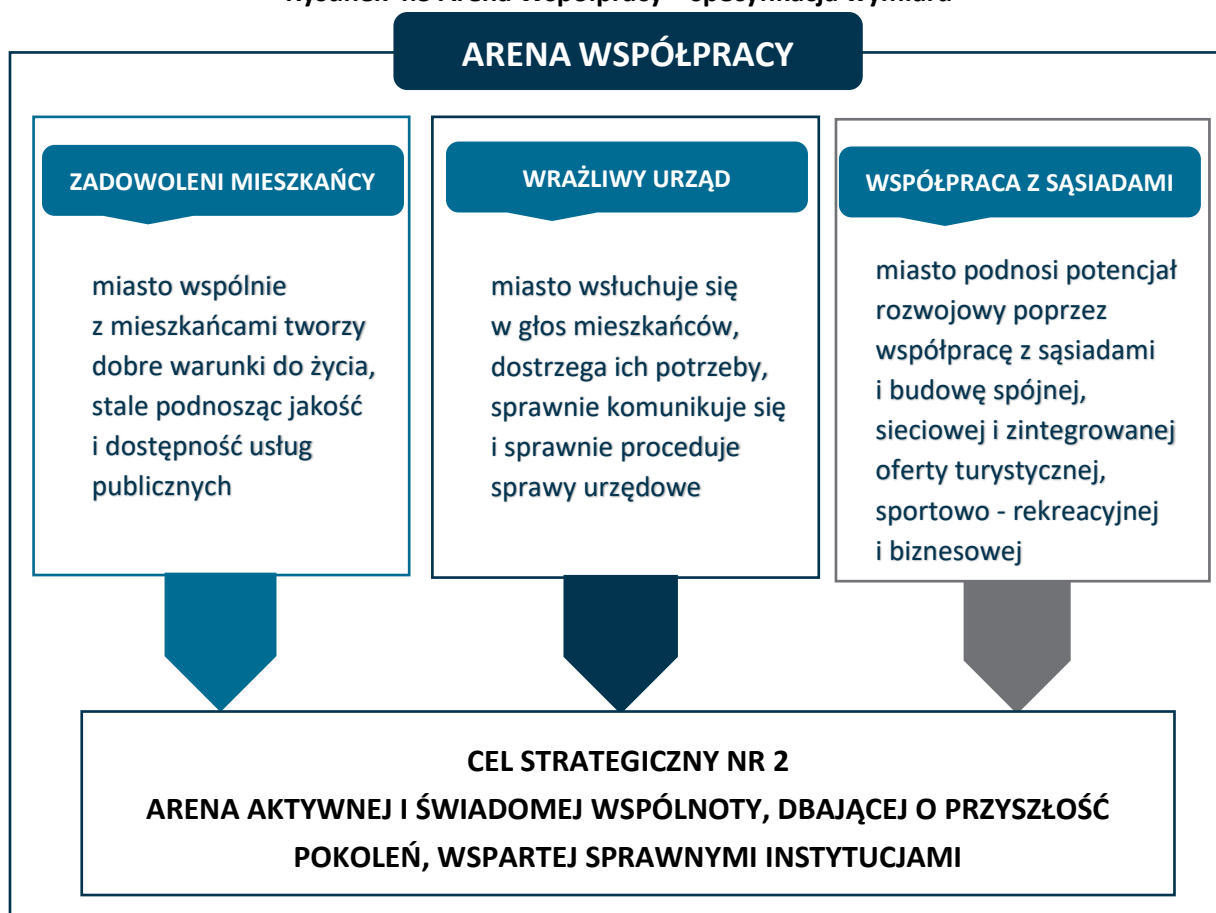 ARENA WSPÓŁPRACY
ZADOWOLENI MIESZKAŃCY
miasto wspólnie
z mieszkańcami tworzy
dobre warunki do życia,
stale podnosząc jakość
i dostępność usług
publicznych
WRAŻLIWY URZĄD
miasto wsłuchuje się
w głos mieszkańców,
dostrzega ich potrzeby,
sprawnie komunikuje się
i sprawnie proceduje
sprawy urzędowe
WSPÓŁPRACA Z SĄSIADAMI
miasto podnosi potencjał
rozwojowy poprzez
współpracę z sąsiadami
i budowę spójnej,
sieciowej i zintegrowanej
oferty turystycznej,
sportowo - rekreacyjnej
i biznesowej
CEL STRATEGICZNY NR 2
ARENA AKTYWNEJ I ŚWIADOMEJ WSPÓLNOTY, DBAJĄCEJ O PRZYSZŁOŚĆ
POKOLEŃ, WSPARTEJ SPRAWNYMI INSTYTUCJAMI